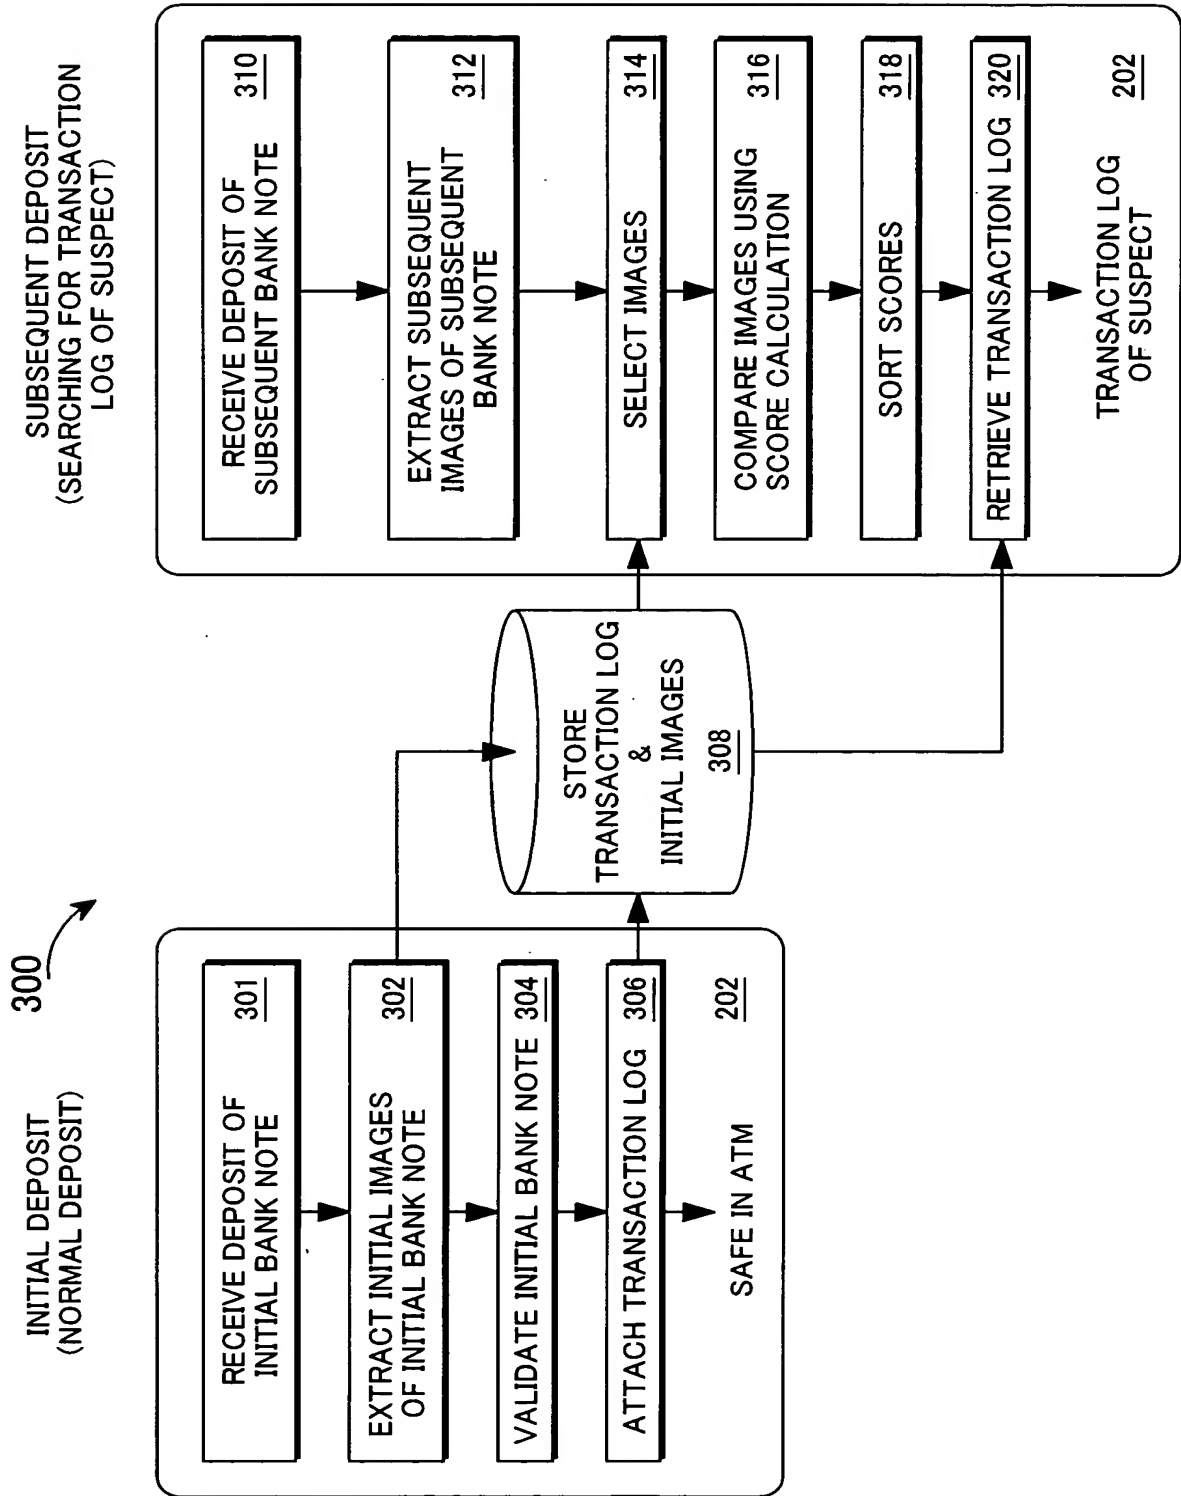 300
INITIAL DEPOSIT
(NORMAL DEPOSIT)
RECEIVE DEPOSIT OF
INITIAL BANK NOTE
301
EXTRACT INITIAL IMAGES
OF INITIAL BANK NOTE
302
VALIDATE INITIAL BANK NOTE
304
ATTACH TRANSACTION LOG
306
SAFE IN ATM
202
STORE
TRANSACTION LOG
&
INITIAL IMAGES
308
SUBSEQUENT DEPOSIT
(SEARCHING FOR TRANSACTION
LOG OF SUSPECT)
RECEIVE DEPOSIT OF
SUBSEQUENT BANK NOTE
310
EXTRACT SUBSEQUENT
IMAGES OF SUBSEQUENT
BANK NOTE
312
SELECT IMAGES
314
COMPARE IMAGES USING
SCORE CALCULATION
316
SORT SCORES
318
RETRIEVE TRANSACTION LOG
320
TRANSACTION LOG
OF SUSPECT
202